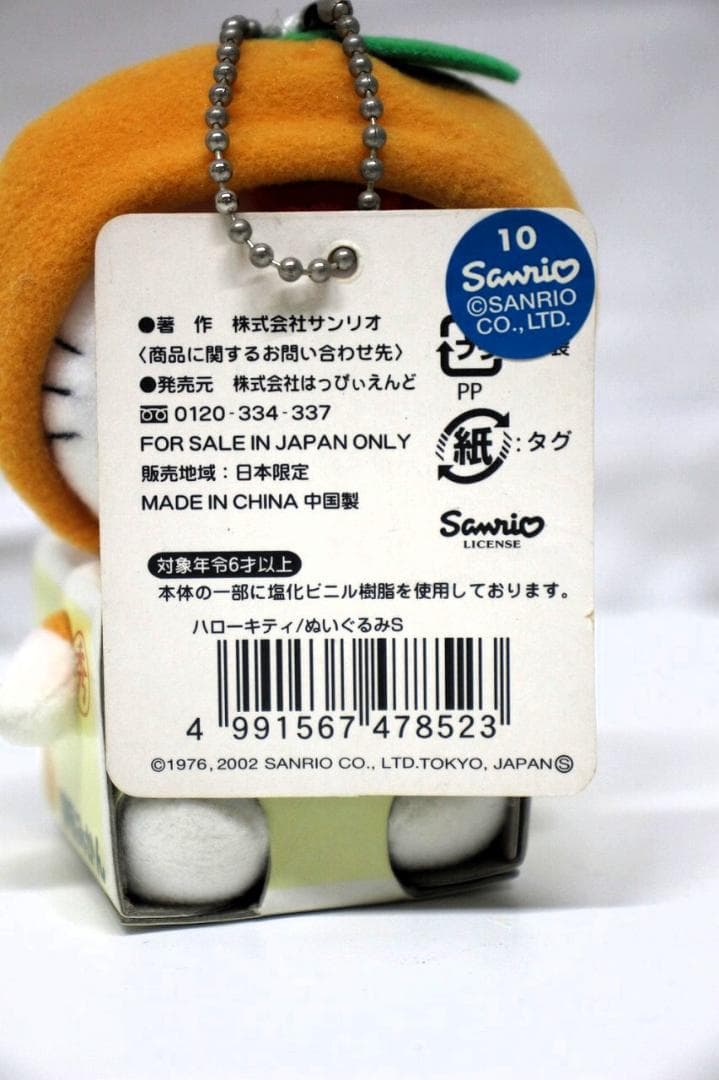 10
Sanrio
©SANRIO
CO., LTD.
●著 作 株式会社サンリオ
〈商品に関するお問い合わせ先〉
●発売元 株式会社はっぴぃえんど
0120-334-337
FOR SALE IN JAPAN ONLY
販売地域：日本限定
MADE IN CHINA 中国製
PP
紙：タグ
Sanrio
LICENSE
対象年令6才以上
本体の一部に塩化ビニル樹脂を使用しております。
ハローキティ/ぬいぐるみS
4 991567 478523
©1976, 2002 SANRIO CO., LTD.TOKYO, JAPAN Ⓢ